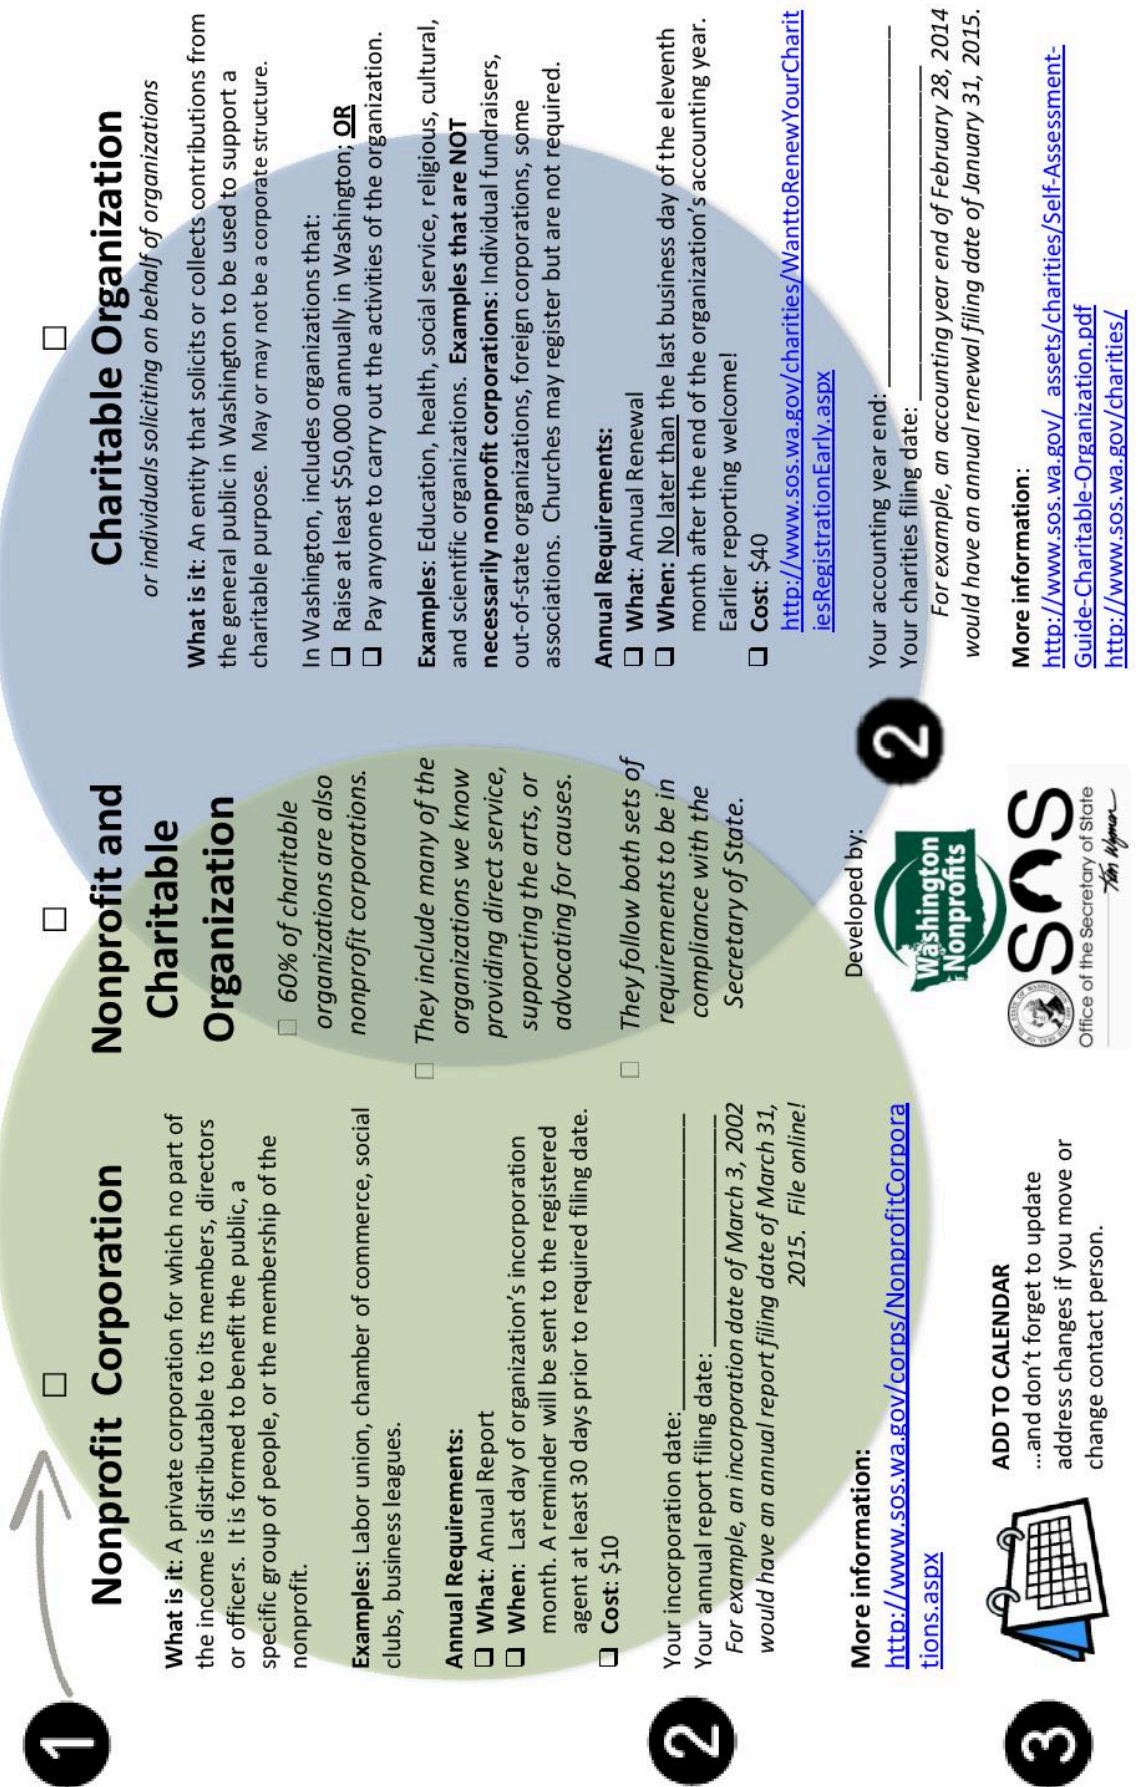 1
☐
Nonprofit Corporation
What is it: A private corporation for which no part of
the income is distributable to its members, directors
or officers. It is formed to benefit the public, a
specific group of people, or the membership of the
nonprofit.
Examples: Labor union, chamber of commerce, social
clubs, business leagues.
Annual Requirements:
❑ What: Annual Report
❑ When: Last day of organization's incorporation
month. A reminder will be sent to the registered
agent at least 30 days prior to required filing date.
❑ Cost: $10
2
Your incorporation date:____________________
Your annual report filing date: ____________________
For example, an incorporation date of March 3, 2002
would have an annual report filing date of March 31,
2015. File online!
More information:
http://www.sos.wa.gov/corps/NonprofitCorpora
tions.aspx
3
ADD TO CALENDAR
...and don't forget to update
address changes if you move or
change contact person.
☐
Nonprofit and
Charitable
Organization
☐ 60% of charitable
organizations are also
nonprofit corporations.
☐ They include many of the
organizations we know
providing direct service,
supporting the arts, or
advocating for causes.
☐ They follow both sets of
requirements to be in
compliance with the
Secretary of State.
Developed by:
Washington
Nonprofits
SOS
Office of the Secretary of State
Kim Wyman
☐
Charitable Organization
or individuals soliciting on behalf of organizations
What is it: An entity that solicits or collects contributions from
the general public in Washington to be used to support a
charitable purpose. May or may not be a corporate structure.
In Washington, includes organizations that:
❑ Raise at least $50,000 annually in Washington; OR
❑ Pay anyone to carry out the activities of the organization.
Examples: Education, health, social service, religious, cultural,
and scientific organizations. Examples that are NOT
necessarily nonprofit corporations: Individual fundraisers,
out-of-state organizations, foreign corporations, some
associations. Churches may register but are not required.
Annual Requirements:
❑ What: Annual Renewal
❑ When: No later than the last business day of the eleventh
month after the end of the organization's accounting year.
Earlier reporting welcome!
❑ Cost: $40
http://www.sos.wa.gov/charities/WanttoRenewYourCharit
iesRegistrationEarly.aspx
2
Your accounting year end: ____________________
Your charities filing date: ____________________
For example, an accounting year end of February 28, 2014
would have an annual renewal filing date of January 31, 2015.
More information:
http://www.sos.wa.gov/_assets/charities/Self-Assessment-
Guide-Charitable-Organization.pdf
http://www.sos.wa.gov/charities/